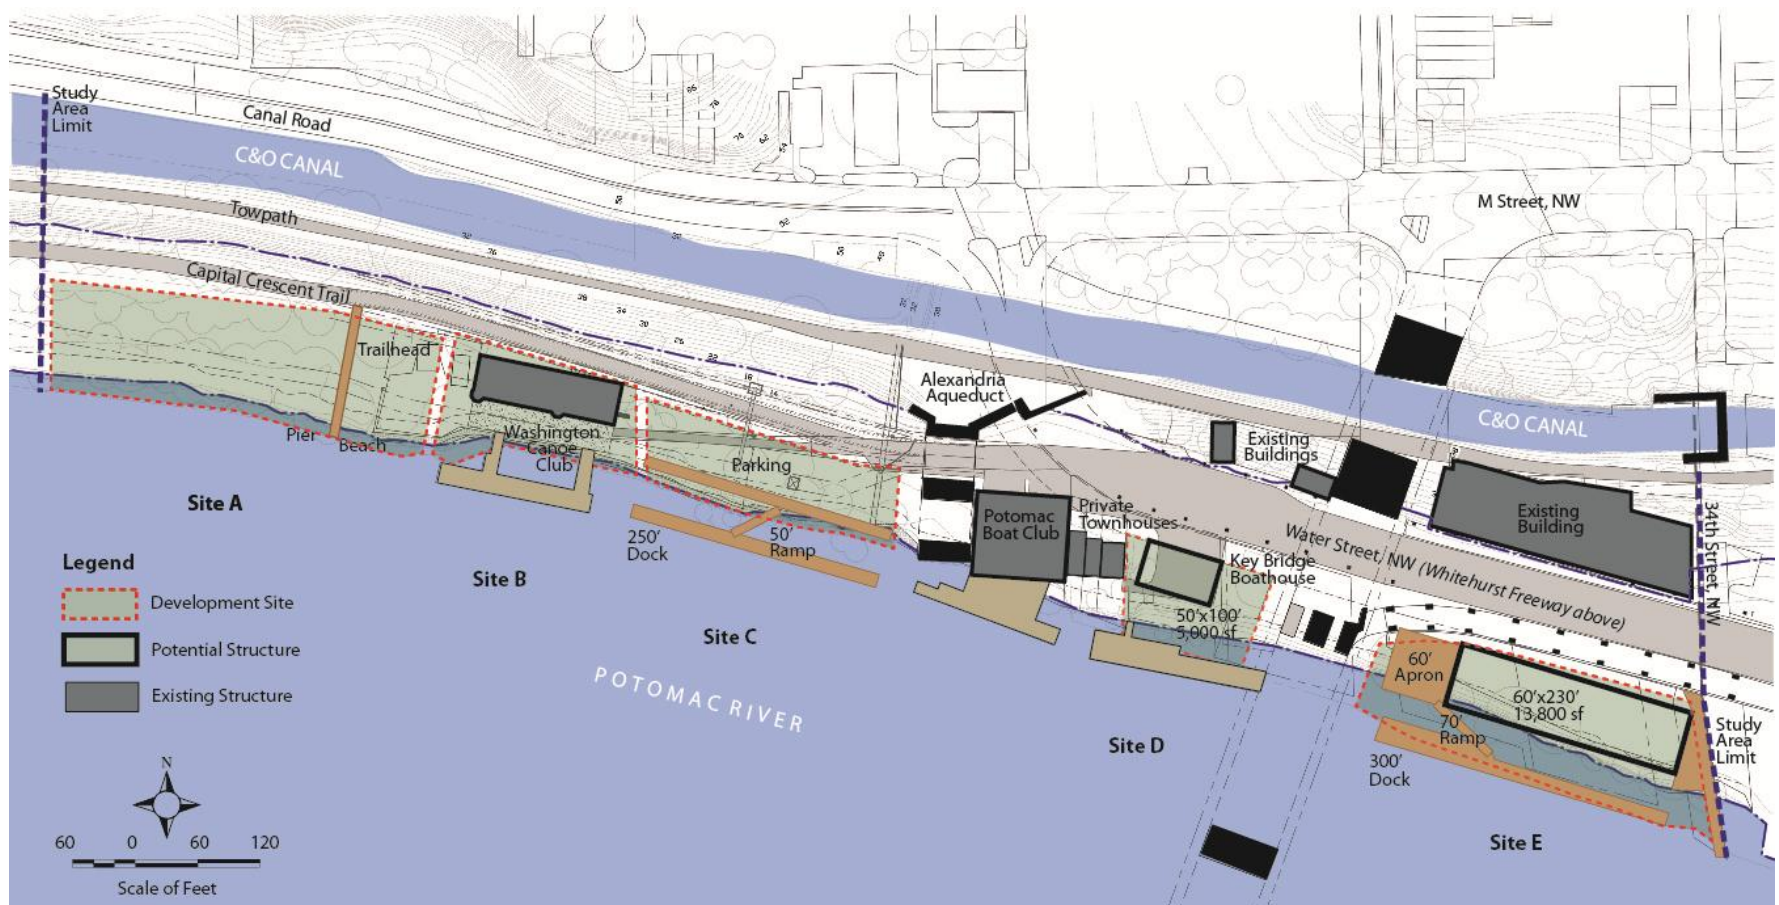 Study
Area
Limit
Canal Road
C&O CANAL
Towpath
Capital Crescent Trail
M Street, NW
Trailhead
Pier
Beach
Washington
Canoe
Club
Parking
Alexandria
Aqueduct
Existing
Buildings
C&O CANAL
Existing
Building
34th Street, NW
Potomac
Boat Club
Private
Townhouses
Key Bridge
Boathouse
Water Street, NW (Whitehurst Freeway above)
50'x100'
5,000 sf
Site A
Site B
250'
Dock
50'
Ramp
Site C
POTOMAC RIVER
Site D
60'
Apron
60'x230'
13,800 sf
70'
Ramp
300'
Dock
Study
Area
Limit
Site E
Legend
Development Site
Potential Structure
Existing Structure
N
60 0 60 120
Scale of Feet